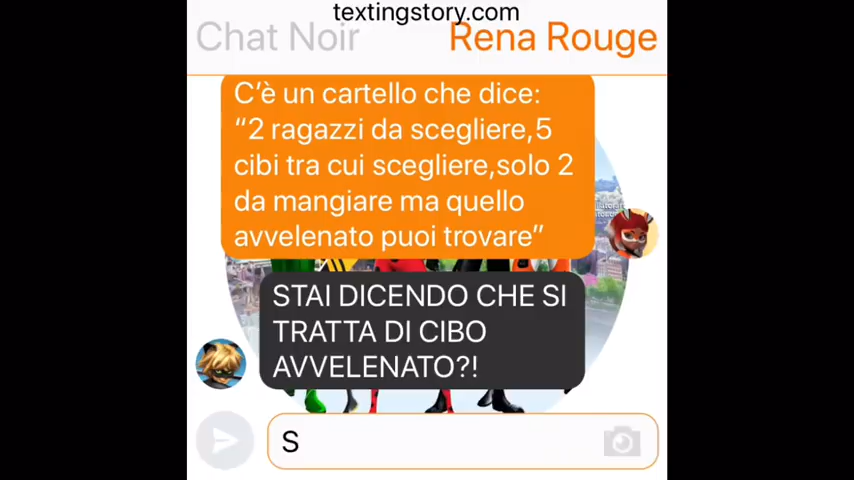 textingstory.com
Chat Noir
Rena Rouge
C'è un cartello che dice:
“2 ragazzi da scegliere,5
cibi tra cui scegliere,solo 2
da mangiare ma quello
avvelenato puoi trovare”
STAI DICENDO CHE SI
TRATTA DI CIBO
AVVELENATO?!
S